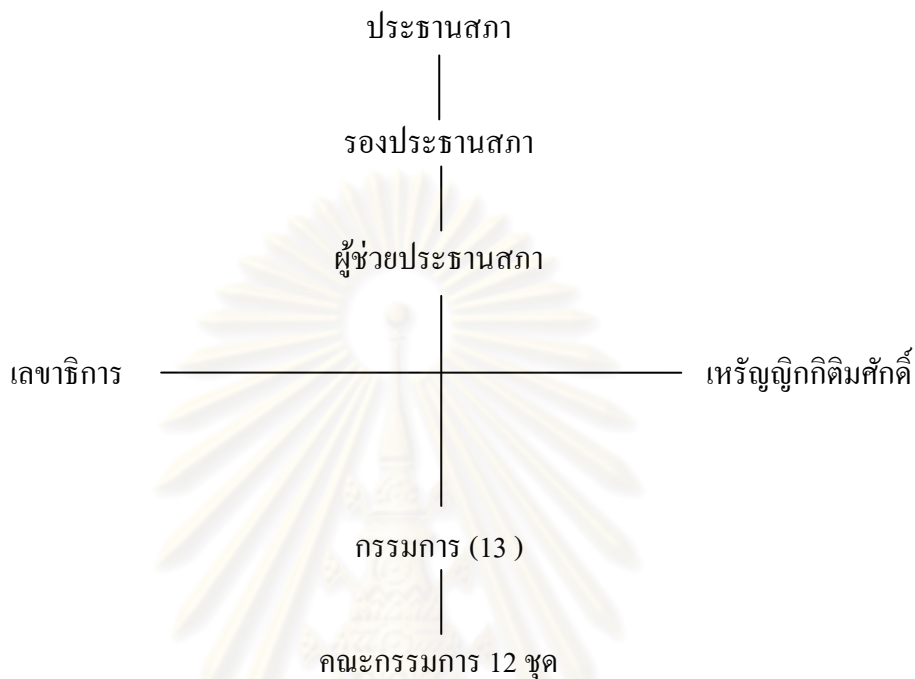 ประธานสภา
รองประธานสภา
ผู้ช่วยประธานสภา
เลขาธิการ เหรัญญิกกิติมศักดิ์
กรรมการ (13 )
คณะกรรมการ 12 ชุด